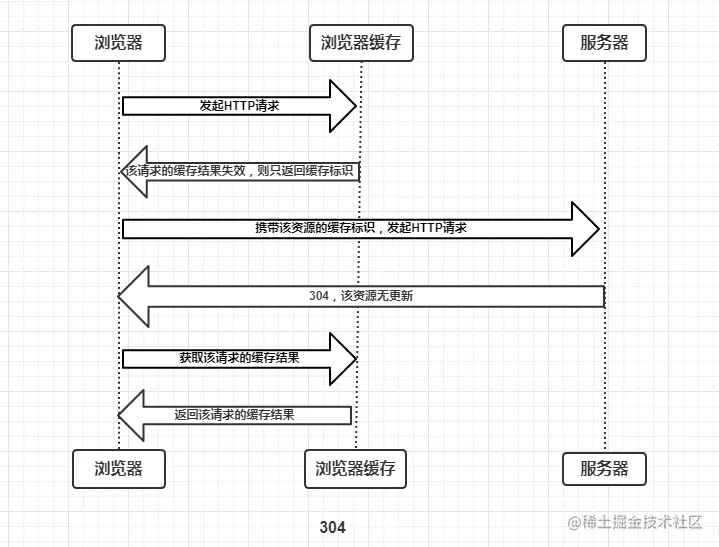 浏览器 浏览器缓存 服务器
发起HTTP请求
该请求的缓存结果失效，则只返回缓存标识
携带该资源的缓存标识，发起HTTP请求
304，该资源无更新
获取该请求的缓存结果
返回该请求的缓存结果
浏览器 浏览器缓存 服务器
304
@稀土掘金技术社区